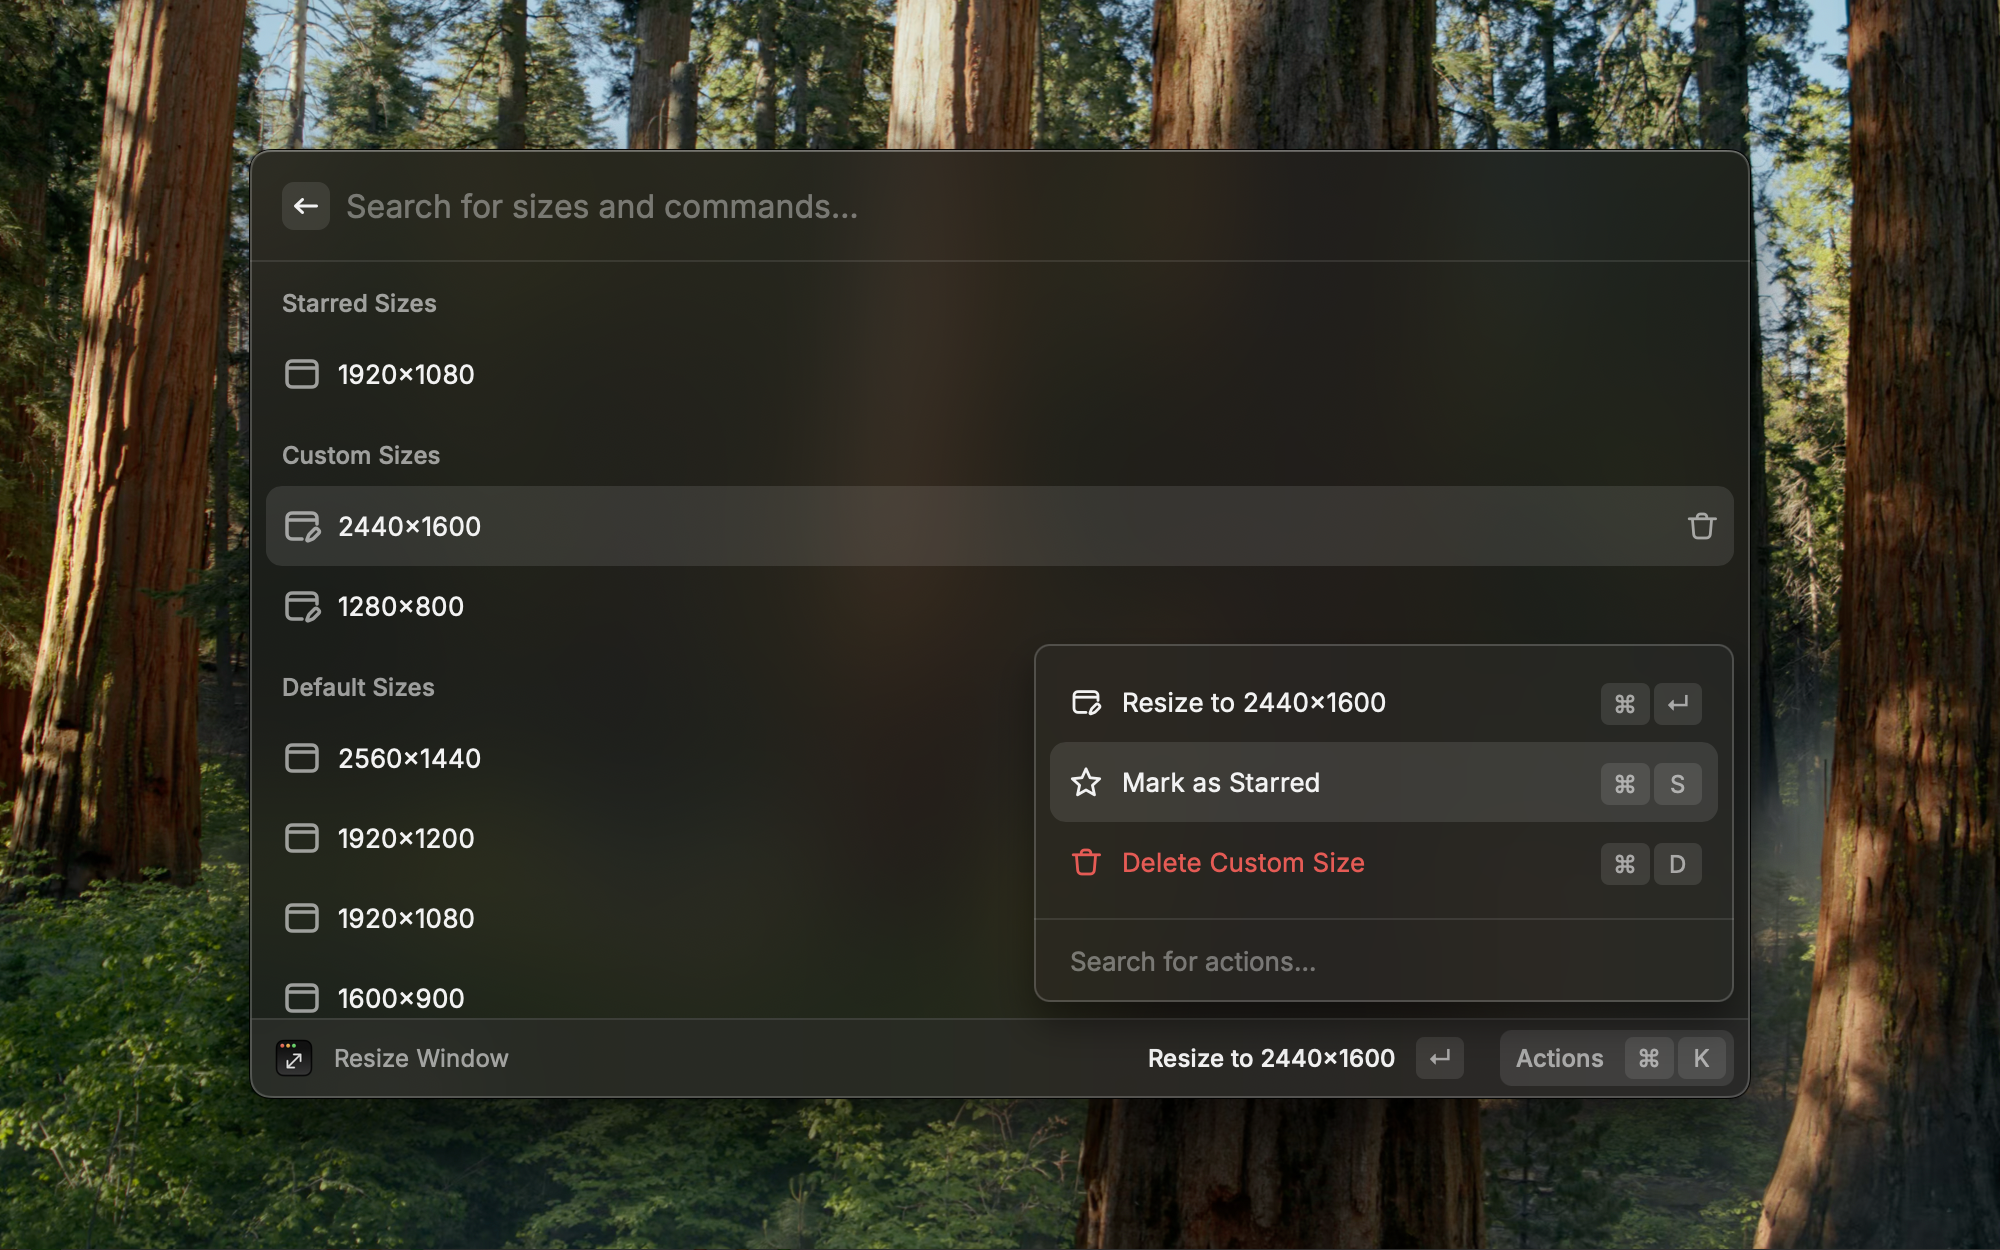 Search for sizes and commands...
Starred Sizes
1920×1080
Custom Sizes
2440×1600
1280×800
Default Sizes
2560×1440
1920×1200
1920×1080
1600×900
Resize to 2440×1600 ⌘ ↵
Mark as Starred ⌘ S
Delete Custom Size ⌘ D
Search for actions...
Resize Window
Resize to 2440×1600 ↵
Actions ⌘ K